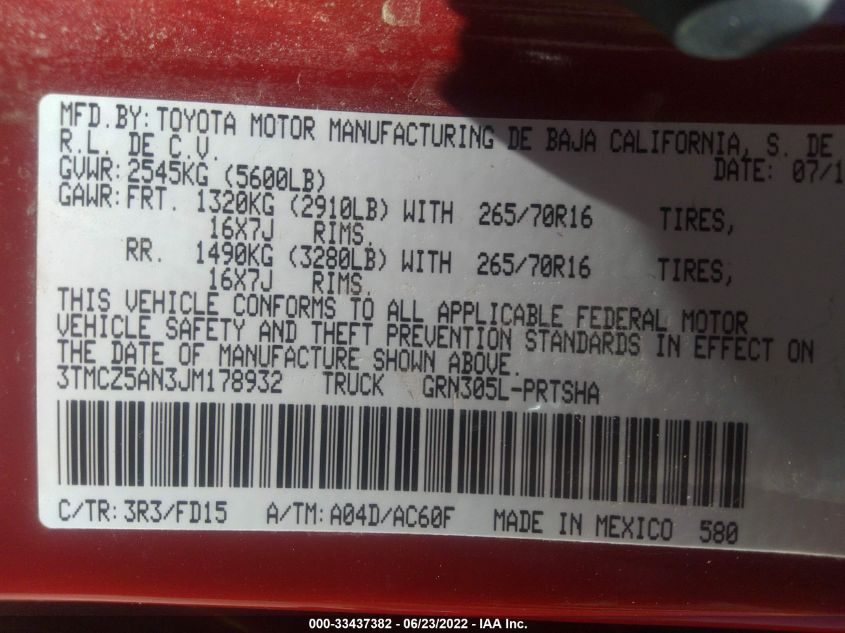 MFD.BY:TOYOTA MOTOR MANUFACTURING DE BAJA CALIFORNIA, S. DE
R.L. DE C.V.
GVWR:2545KG (5600LB) DATE: 07/1
GAWR:FRT. 1320KG (2910LB) WITH 265/70R16 TIRES,
16X7J RIMS.
RR. 1490KG (3280LB) WITH 265/70R16 TIRES,
16X7J RIMS.
THIS VEHICLE CONFORMS TO ALL APPLICABLE FEDERAL MOTOR
VEHICLE SAFETY AND THEFT PREVENTION STANDARDS IN EFFECT ON
THE DATE OF MANUFACTURE SHOWN ABOVE.
3TMCZ5AN3JM178932 TRUCK GRN305L-PRTSHA
C/TR:3R3/FD15 A/TM:A04D/AC60F MADE IN MEXICO 580
000-33437382 - 06/23/2022 - IAA Inc.